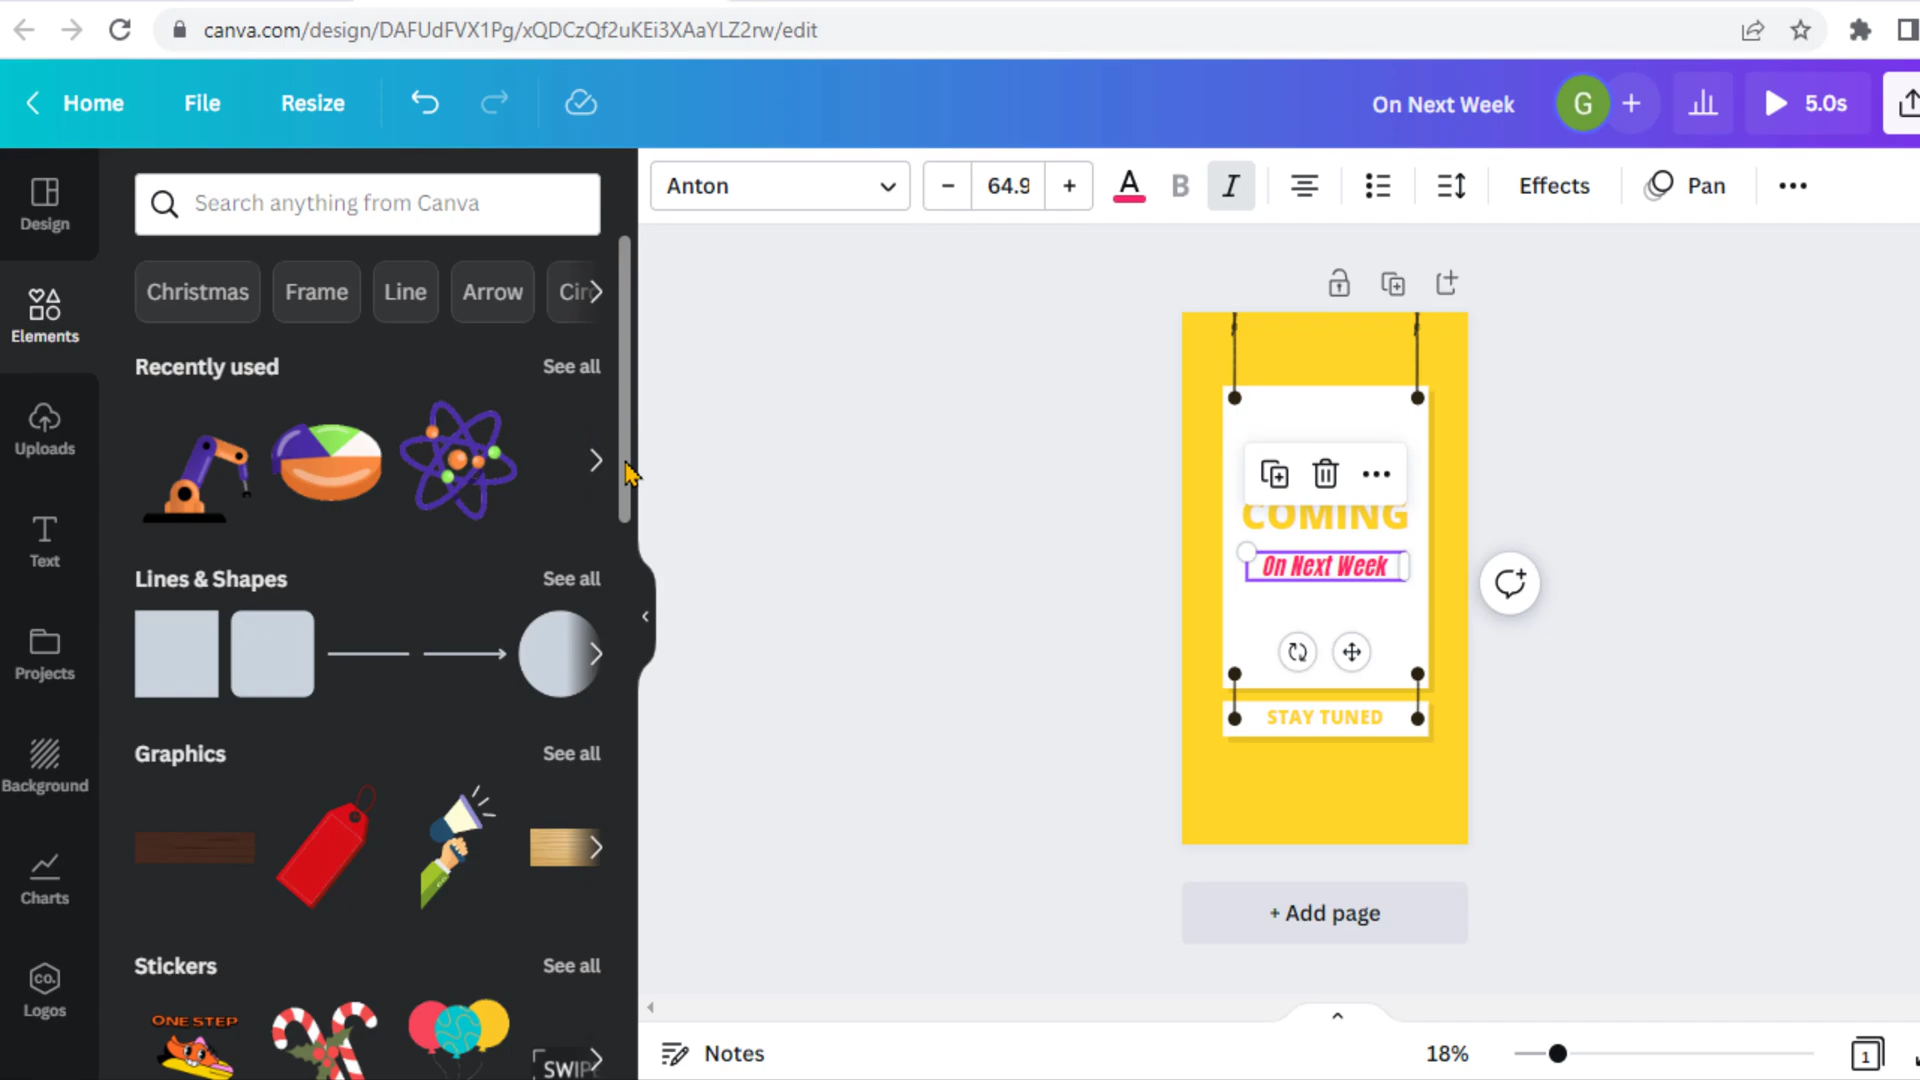 canva.com/design/DAFUdFVX1Pg/xQDCzQf2uKEi3XAaYLZ2rw/edit
Home File Resize On Next Week G 5.0s
Design
Elements
Uploads
Text
Projects
Background
Charts
CO.
Logos
Search anything from Canva
Christmas Frame Line Arrow
Recently used See all
Lines & Shapes See all
Graphics See all
Stickers See all
ONE STEP
SWIP
Anton 64.9 A B I Effects Pan
COMING
On Next Week
STAY TUNED
+ Add page
Notes 18% 1